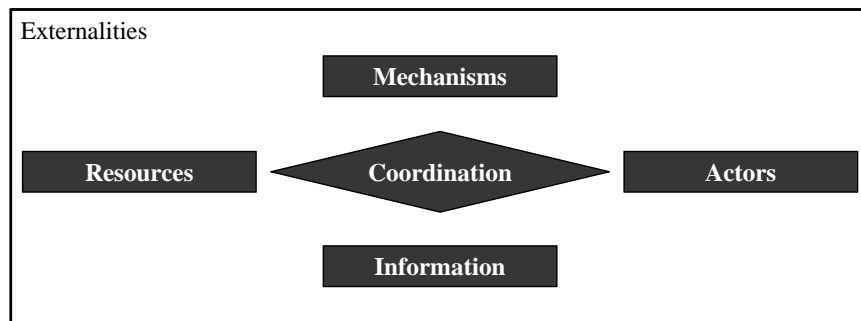 Externalities
Mechanisms
Resources
Coordination
Actors
Information